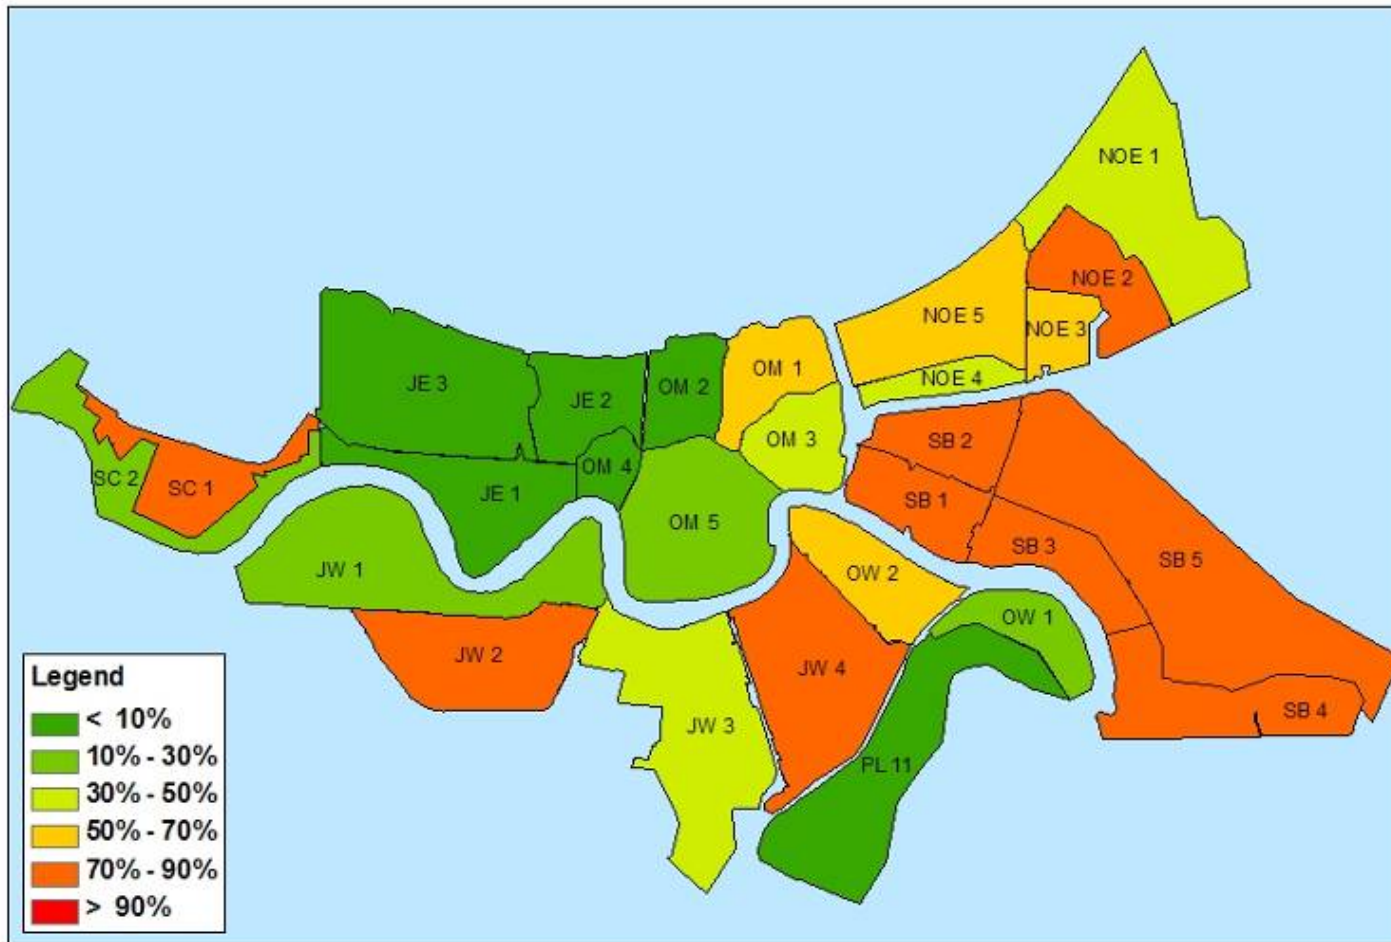 NOE 1
NOE 2
NOE 5
NOE 3
OM 1
OM 2
JE 3
NOE 4
JE 2
OM 3
SB 2
OM 4
SC 2
SC 1
JE 1
SB 1
OM 5
SB 3
SB 5
JW 1
OW 2
OW 1
JW 2
JW 4
Legend
< 10%
10% - 30%
30% - 50%
50% - 70%
70% - 90%
> 90%
SB 4
JW 3
PL 11